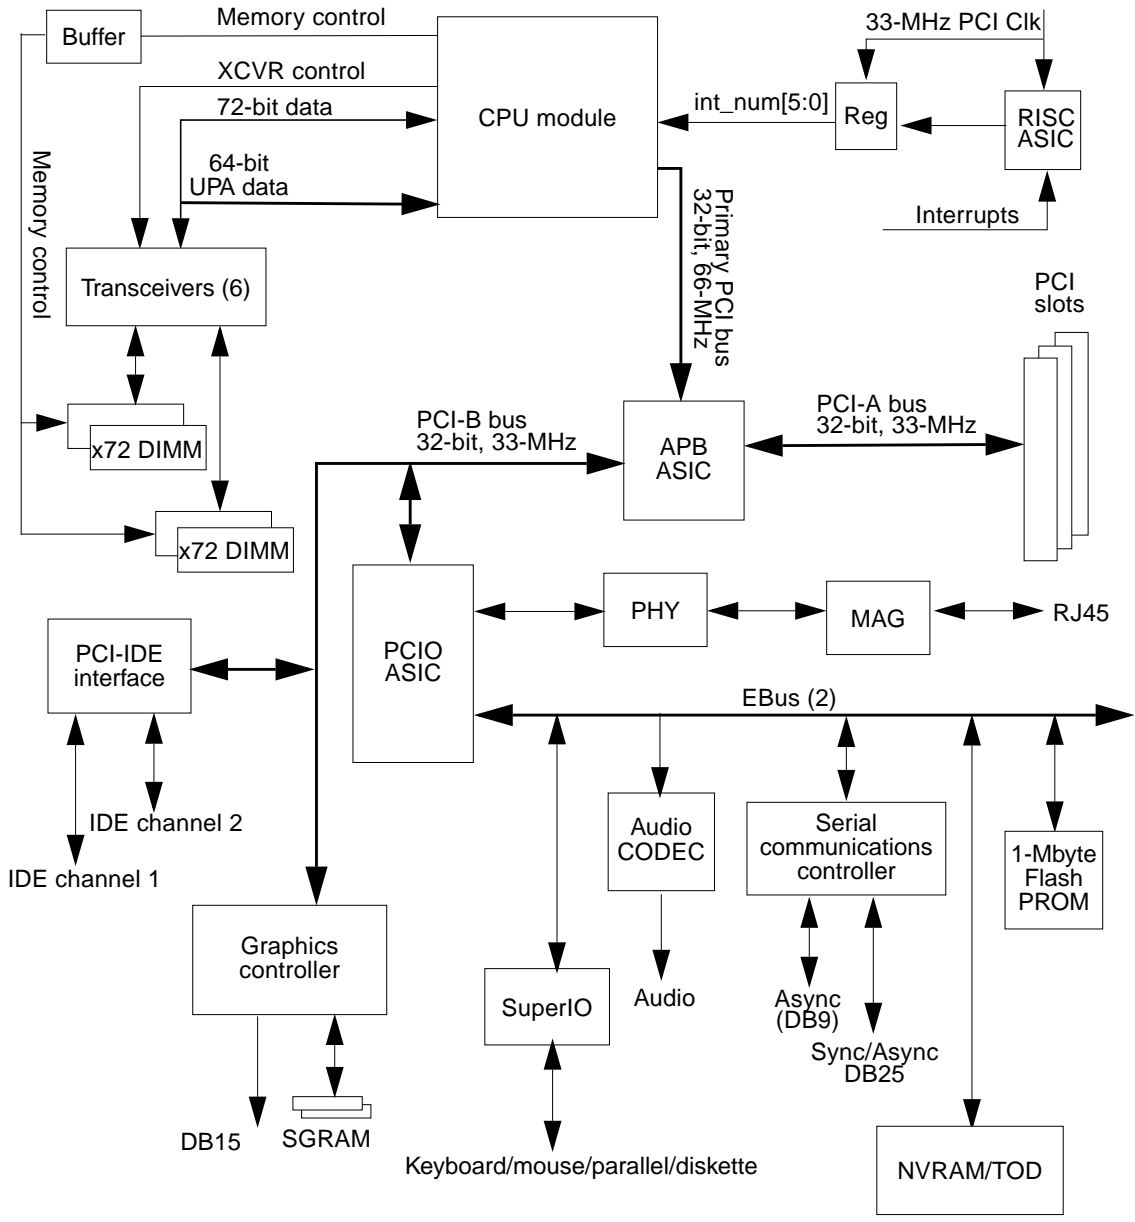 Memory control
Buffer
33-MHz PCI Clk
XCVR control
72-bit data
CPU module
int_num[5:0]
Reg
RISC
ASIC
64-bit
UPA data
Memory control
Interrupts
Primary PCI bus
32-bit, 66-MHz
Transceivers (6)
PCI
slots
PCI-B bus
32-bit, 33-MHz
PCI-A bus
32-bit, 33-MHz
x72 DIMM
APB
ASIC
x72 DIMM
PHY
MAG
RJ45
PCI-IDE
interface
PCIO
ASIC
EBus (2)
IDE channel 2
IDE channel 1
Audio
CODEC
Serial
communications
controller
1-Mbyte
Flash
PROM
Graphics
controller
SuperIO
Audio
Async
(DB9)
Sync/Async
DB25
DB15
SGRAM
Keyboard/mouse/parallel/diskette
NVRAM/TOD